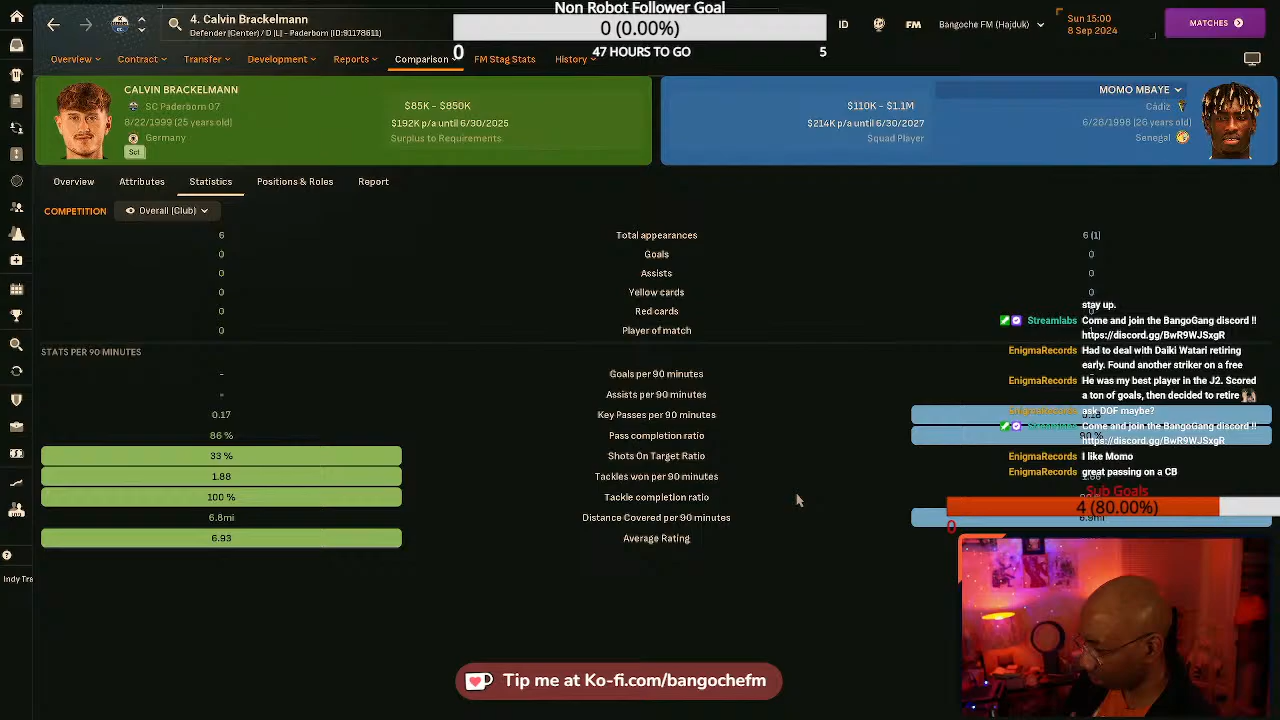 Non Robot Follower Goal
0 (0.00%)
0
47 HOURS TO GO
5
4. Calvin Brackelmann
Defender (Center) / D (L) - Paderborn (ID:91178611)
ID
FM
Bangoche FM (Hajduk)
Sun 15:00
8 Sep 2024
MATCHES
Overview
Contract
Transfer
Development
Reports
Comparison
FM Stag Stats
History
CALVIN BRACKELMANN
SC Paderborn 07
8/22/1999 (25 years old)
Germany
Scl
$85K - $850K
$192K p/a until 6/30/2025
Surplus to Requirements
$110K - $1.1M
$214K p/a until 6/30/2027
Squad Player
MOMO MBAYE
Cádiz
6/28/1998 (26 years old)
Senegal
Overview
Attributes
Statistics
Positions & Roles
Report
COMPETITION
Overall (Club)
6
Total appearances
6 (1)
0
Goals
0
0
Assists
0
0
Yellow cards
0
0
Red cards
0
0
Player of match
STATS PER 90 MINUTES
-
Goals per 90 minutes
-
Assists per 90 minutes
0.17
Key Passes per 90 minutes
86 %
Pass completion ratio
33 %
Shots On Target Ratio
1.88
Tackles won per 90 minutes
100 %
Tackle completion ratio
6.8mi
Distance Covered per 90 minutes
6.9mi
6.93
Average Rating
stay up.
Streamlabs Come and join the BangoGang discord !!
https://discord.gg/BwR9WJSxgR
EnigmaRecords Had to deal with Daiki Watari retiring
early. Found another striker on a free
EnigmaRecords He was my best player in the J2. Scored
a ton of goals, then decided to retire
EnigmaRecords ask DOF maybe?
Streamlabs Come and join the BangoGang discord !!
https://discord.gg/BwR9WJSxgR
EnigmaRecords I like Momo
EnigmaRecords great passing on a CB
Sub Goals
4 (80.00%)
0
Indy Tra
Tip me at Ko-fi.com/bangochefm